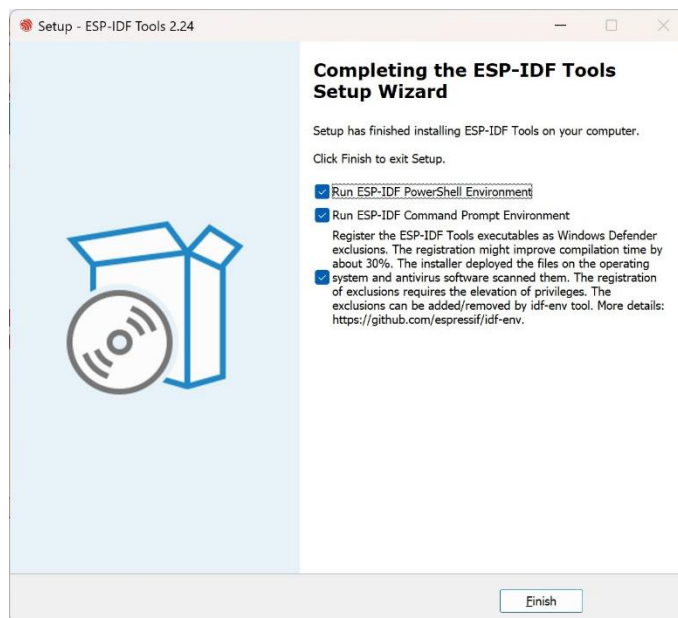 Setup - ESP-IDF Tools 2.24
Completing the ESP-IDF Tools
Setup Wizard
Setup has finished installing ESP-IDF Tools on your computer.
Click Finish to exit Setup.
Run ESP-IDF PowerShell Environment
Run ESP-IDF Command Prompt Environment
Register the ESP-IDF Tools executables as Windows Defender
exclusions. The registration might improve compilation time by
about 30%. The installer deployed the files on the operating
system and antivirus software scanned them. The registration
of exclusions requires the elevation of privileges. The
exclusions can be added/removed by idf-env tool. More details:
https://github.com/espressif/idf-env.
Finish